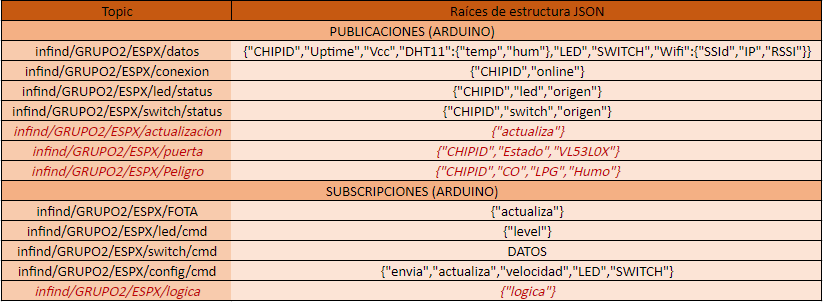 Topic Raíces de estructura JSON
PUBLICACIONES (ARDUINO)
infind/GRUPO2/ESPX/datos {"CHIPID","Uptime","Vcc","DHT11":{"temp","hum"},"LED","SWITCH","Wifi":{"SSId","IP","RSSI"}}
infind/GRUPO2/ESPX/conexion {"CHIPID","online"}
infind/GRUPO2/ESPX/led/status {"CHIPID","led","origen"}
infind/GRUPO2/ESPX/switch/status {"CHIPID","switch","origen"}
infind/GRUPO2/ESPX/actualizacion {"actualiza"}
infind/GRUPO2/ESPX/puerta {"CHIPID","Estado","VL53L0X"}
infind/GRUPO2/ESPX/Peligro {"CHIPID","CO","LPG","Humo"}
SUBSCRIPCIONES (ARDUINO)
infind/GRUPO2/ESPX/FOTA {"actualiza"}
infind/GRUPO2/ESPX/led/cmd {"level"}
infind/GRUPO2/ESPX/switch/cmd DATOS
infind/GRUPO2/ESPX/config/cmd {"envia","actualiza","velocidad","LED","SWITCH"}
infind/GRUPO2/ESPX/logica {"logica"}